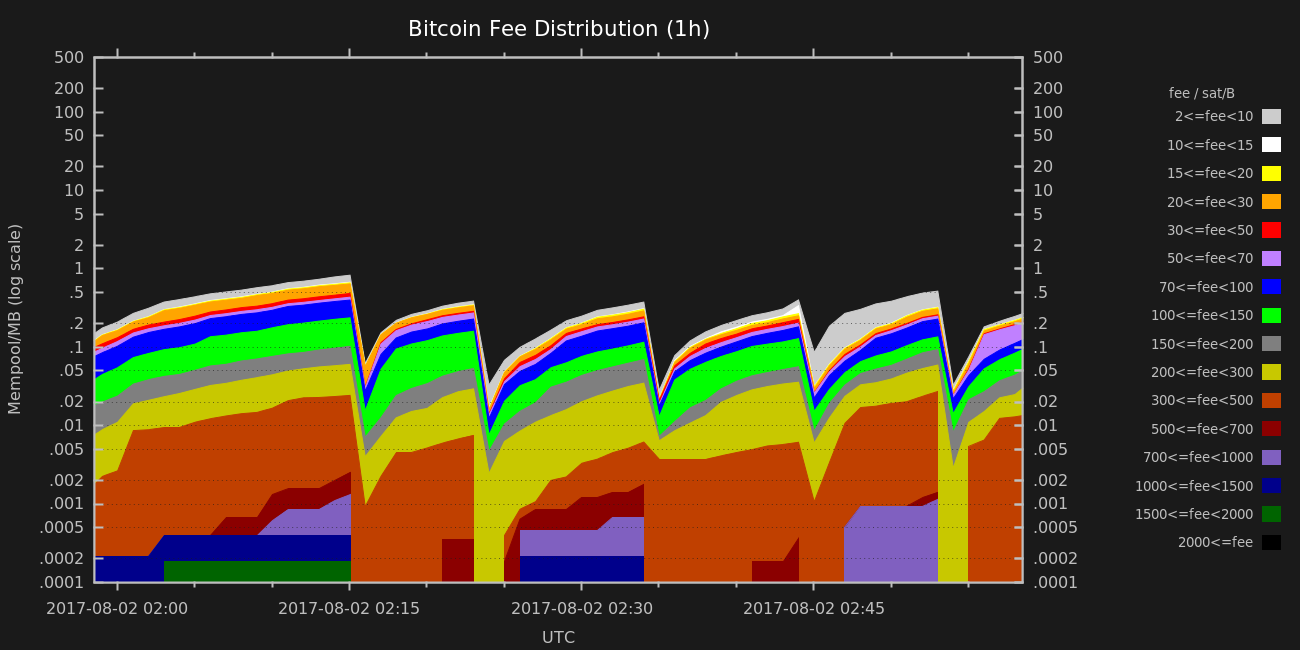 Bitcoin Fee Distribution (1h)
Mempool/MB (log scale)
500
200
100
50
20
10
5
2
1
.5
.2
.1
.05
.02
.01
.005
.002
.001
.0005
.0002
.0001
500
200
100
50
20
10
5
2
1
.5
.2
.1
.05
.02
.01
.005
.002
.001
.0005
.0002
.0001
2017-08-02 02:00 2017-08-02 02:15 2017-08-02 02:30 2017-08-02 02:45
UTC
fee / sat/B
2<=fee<10
10<=fee<15
15<=fee<20
20<=fee<30
30<=fee<50
50<=fee<70
70<=fee<100
100<=fee<150
150<=fee<200
200<=fee<300
300<=fee<500
500<=fee<700
700<=fee<1000
1000<=fee<1500
1500<=fee<2000
2000<=fee